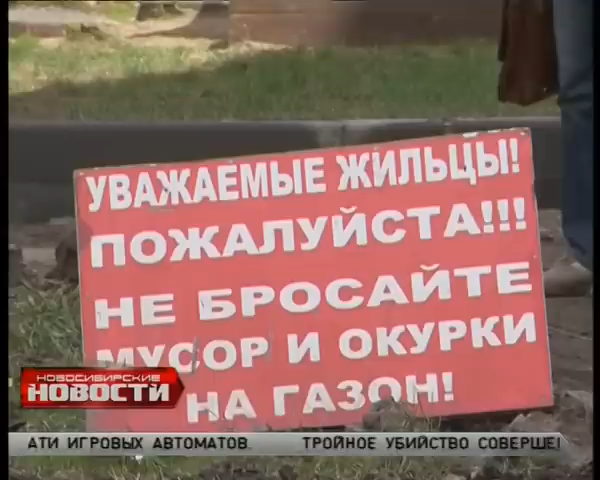 УВАЖАЕМЫЕ ЖИЛЬЦЫ!
ПОЖАЛУЙСТА!!!
НЕ БРОСАЙТЕ
МУСОР И ОКУРКИ
НА ГАЗОН!
НОВОСИБИРСКИЕ
НОВОСТИ
АТИ ИГРОВЫХ АВТОМАТОВ. ТРОЙНОЕ УБИЙСТВО СОВЕРШЕ